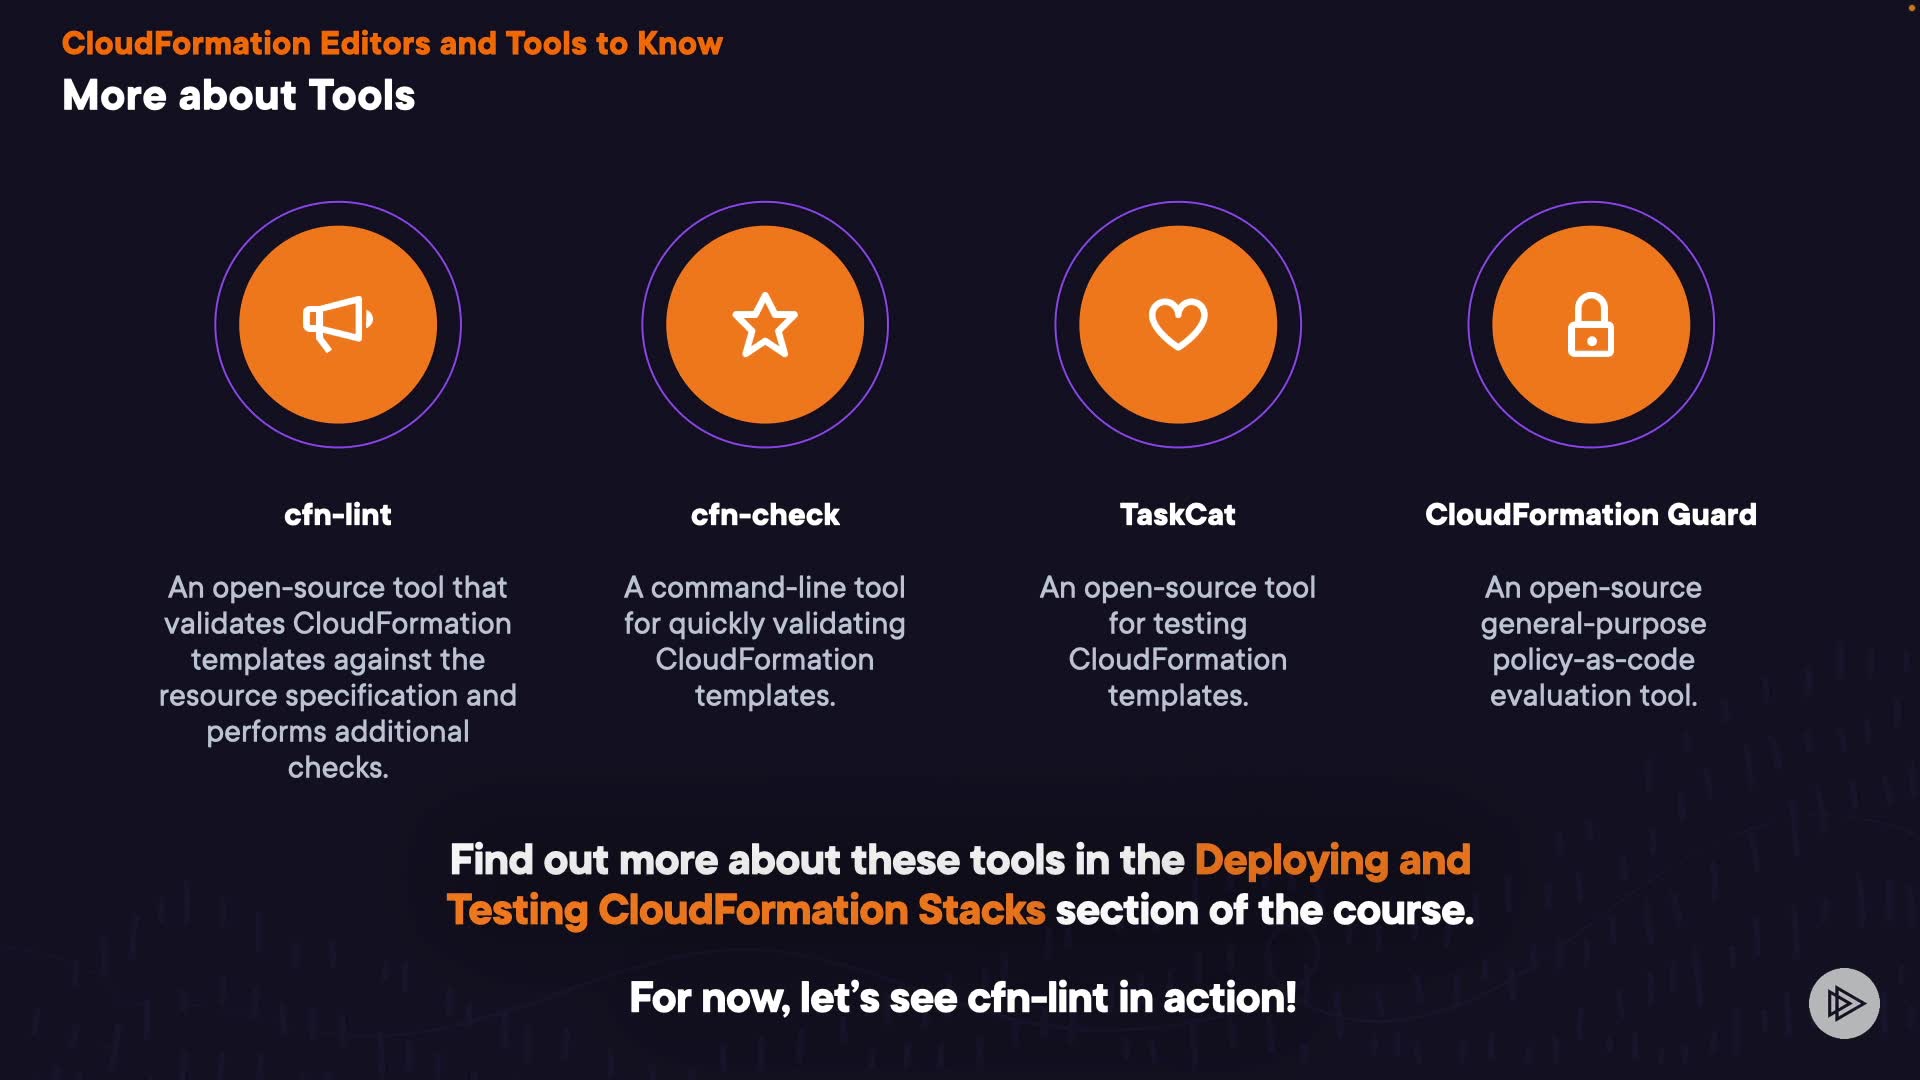 CloudFormation Editors and Tools to Know
More about Tools
cfn-lint
An open-source tool that
validates CloudFormation
templates against the
resource specification and
performs additional
checks.
cfn-check
A command-line tool
for quickly validating
CloudFormation
templates.
TaskCat
An open-source tool
for testing
CloudFormation
templates.
CloudFormation Guard
An open-source
general-purpose
policy-as-code
evaluation tool.
Find out more about these tools in the Deploying and
Testing CloudFormation Stacks section of the course.
For now, let’s see cfn-lint in action!